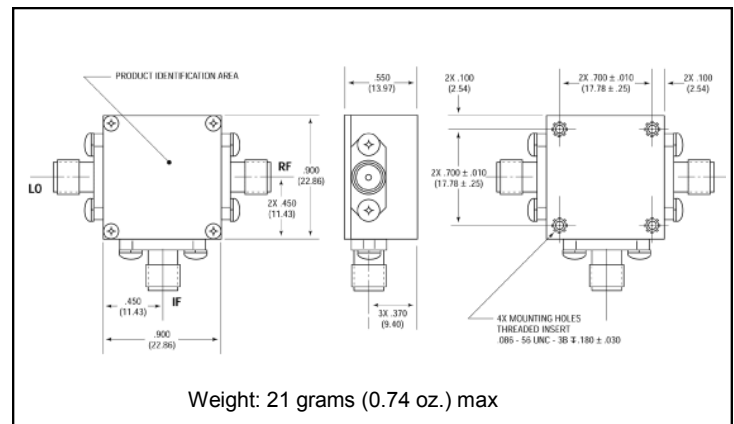 PRODUCT IDENTIFICATION AREA
.550
(13.97)
2X .100
(2.54)
2X .700 ± .010
(17.78 ± .25)
2X .100
(2.54)
LO
RF
2X .450
(11.43)
.900
(22.86)
2X .700 ± .010
(17.78 ± .25)
.450
(11.43)
IF
.900
(22.86)
3X .370
(9.40)
4X MOUNTING HOLES
THREADED INSERT
.086 - 56 UNC - 3B ↧ .180 ± .030
Weight: 21 grams (0.74 oz.) max